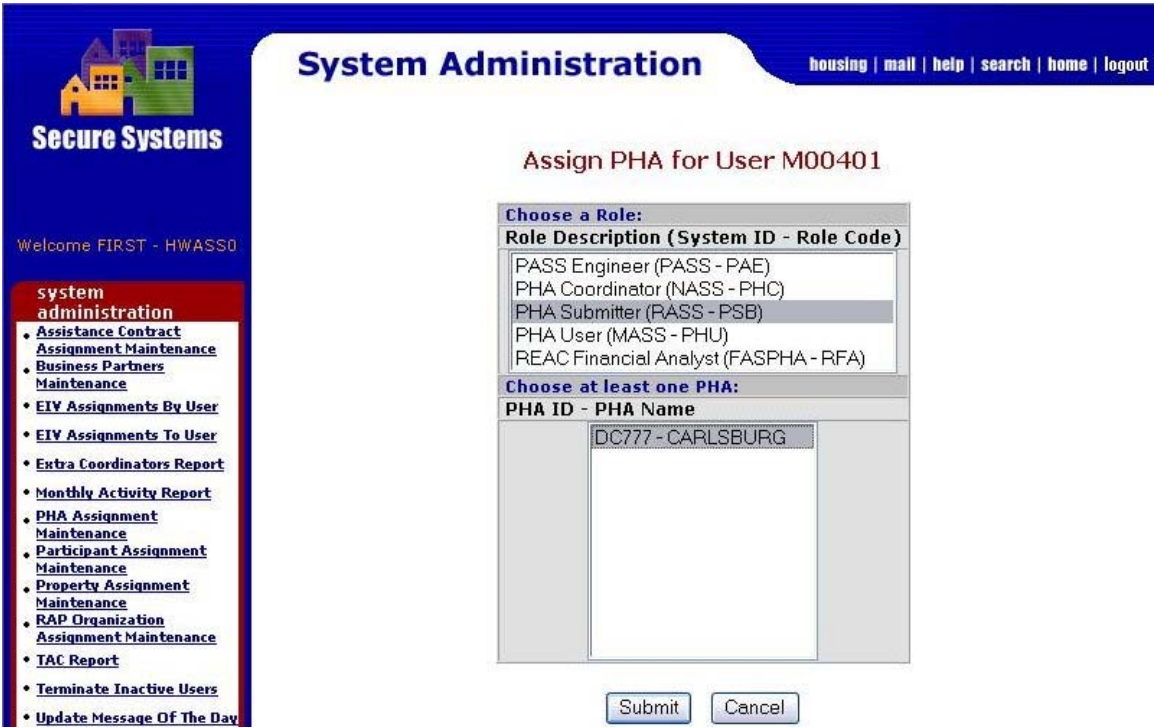 Secure Systems
System Administration
housing | mail | help | search | home | logout
Welcome FIRST - HWASS0
system
administration
• Assistance Contract
Assignment Maintenance
• Business Partners
Maintenance
• EIV Assignments By User
• EIV Assignments To User
• Extra Coordinators Report
• Monthly Activity Report
• PHA Assignment
Maintenance
• Participant Assignment
Maintenance
• Property Assignment
Maintenance
• RAP Organization
Assignment Maintenance
• TAC Report
• Terminate Inactive Users
• Update Message Of The Day
Assign PHA for User M00401
Choose a Role:
Role Description (System ID - Role Code)
PASS Engineer (PASS - PAE)
PHA Coordinator (NASS - PHC)
PHA Submitter (RASS - PSB)
PHA User (MASS - PHU)
REAC Financial Analyst (FASPHA - RFA)
Choose at least one PHA:
PHA ID - PHA Name
DC777 - CARLSBURG
Submit Cancel